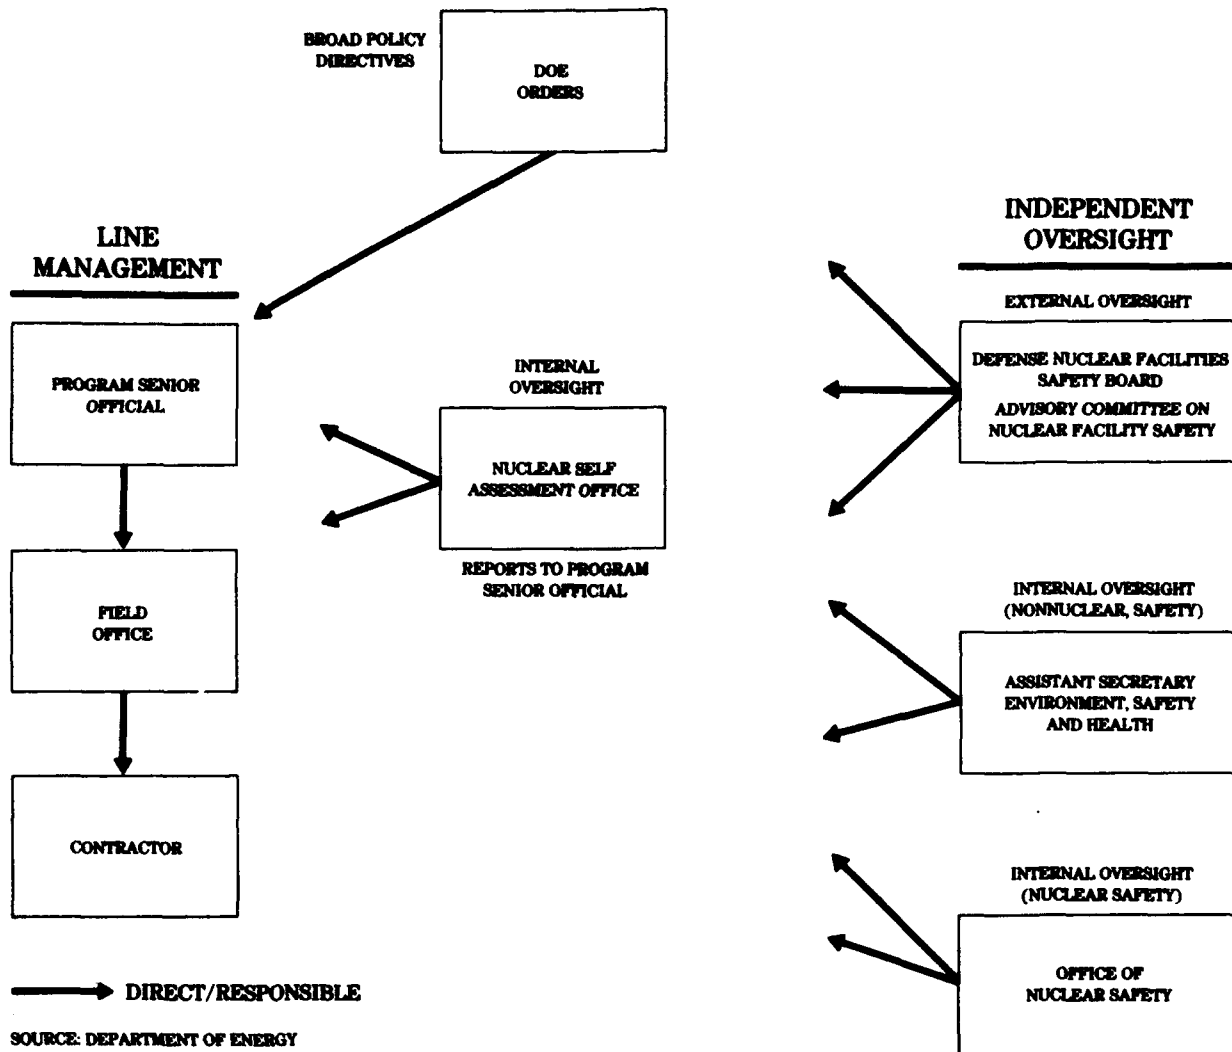 BROAD POLICY
DIRECTIVES
DOE
ORDERS
LINE
MANAGEMENT
PROGRAM SENIOR
OFFICIAL
FIELD
OFFICE
CONTRACTOR
INTERNAL
OVERSIGHT
NUCLEAR SELF
ASSESSMENT OFFICE
REPORTS TO PROGRAM
SENIOR OFFICIAL
INDEPENDENT
OVERSIGHT
EXTERNAL OVERSIGHT
DEFENSE NUCLEAR FACILITIES
SAFETY BOARD
ADVISORY COMMITTEE ON
NUCLEAR FACILITY SAFETY
INTERNAL OVERSIGHT
(NONNUCLEAR, SAFETY)
ASSISTANT SECRETARY
ENVIRONMENT, SAFETY
AND HEALTH
INTERNAL OVERSIGHT
(NUCLEAR SAFETY)
OFFICE OF
NUCLEAR SAFETY
DIRECT/RESPONSIBLE
SOURCE: DEPARTMENT OF ENERGY